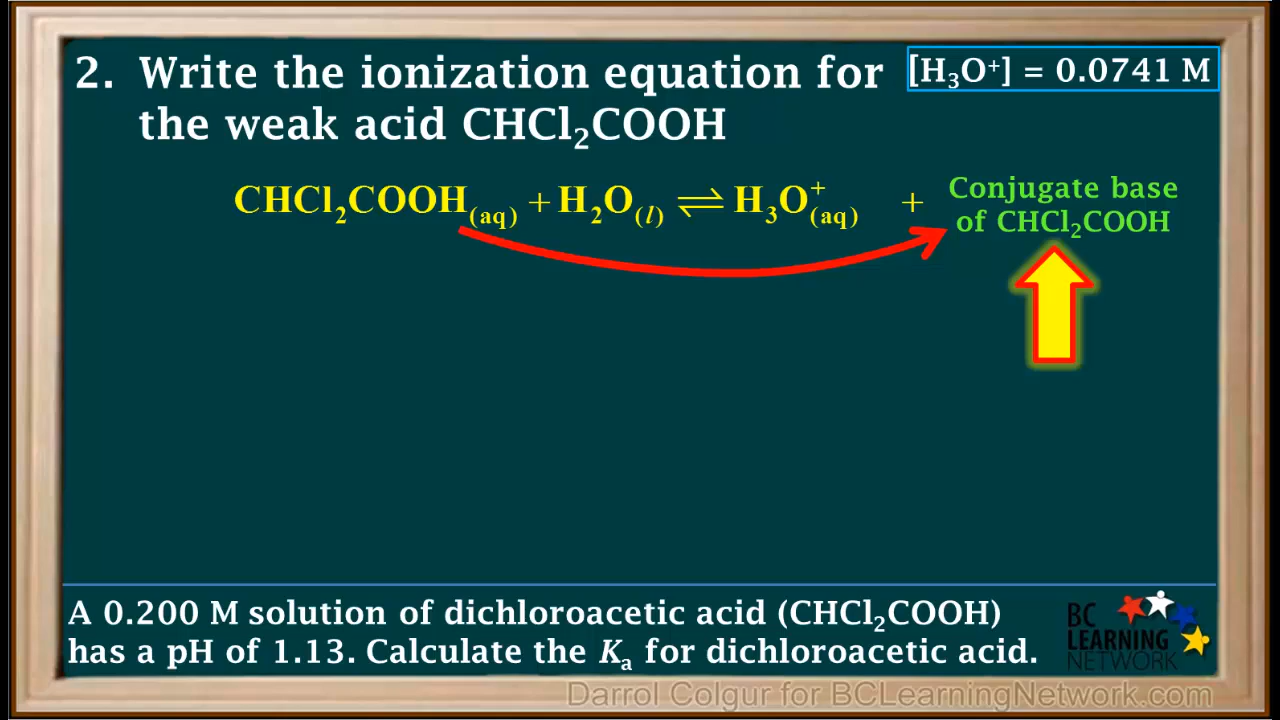 2. Write the ionization equation for
the weak acid CHCl₂COOH
[H₃O⁺] = 0.0741 M
CHCl₂COOH(aq) + H₂O(l) ⇌ H₃O⁺(aq) +
Conjugate base
of CHCl₂COOH
A 0.200 M solution of dichloroacetic acid (CHCl₂COOH)
has a pH of 1.13. Calculate the Kₐ for dichloroacetic acid.
BC
LEARNING
NETWORK
Darrol Colgur for BCLearningNetwork.com